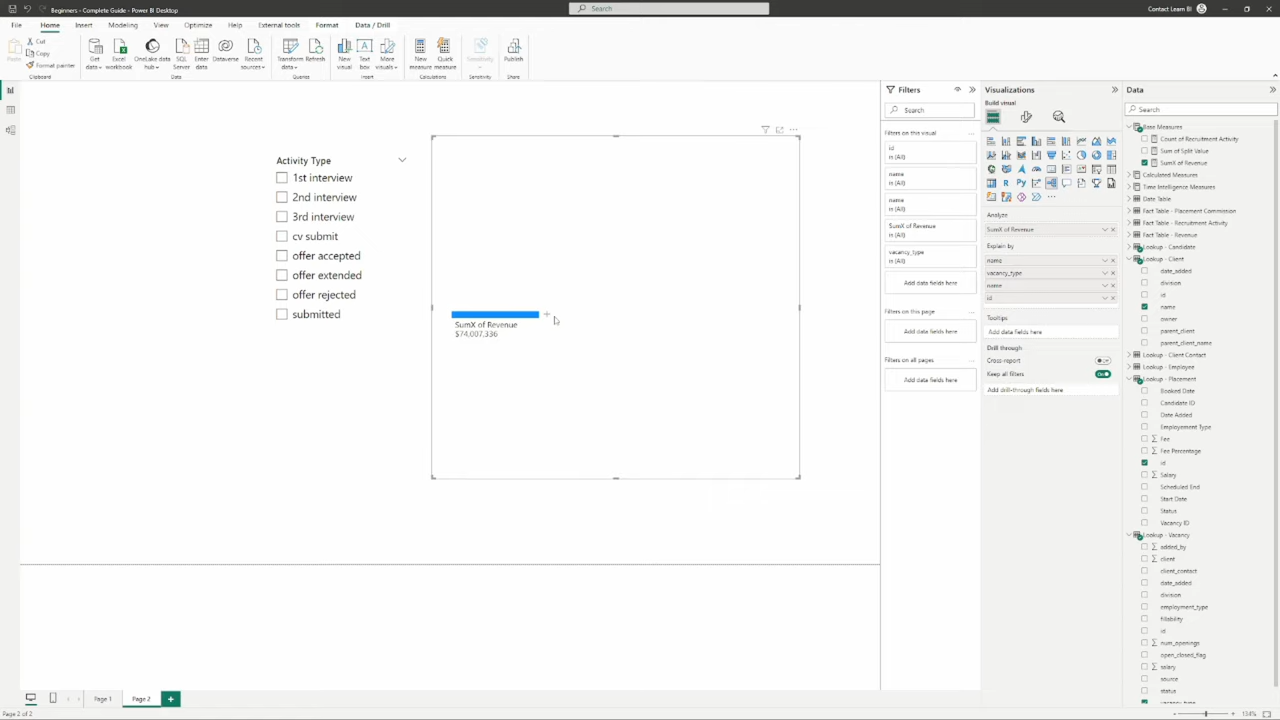 Beginners - Complete Guide - Power BI Desktop
Search
Contact Learn BI
File
Home
Insert
Modeling
View
Optimize
Help
External tools
Format
Data / Drill
Paste
Cut
Copy
Format painter
Clipboard
Get data
Excel workbook
OneLake data hub
SQL Server
Enter data
Dataverse
Recent sources
Data
Transform data
Refresh
Queries
New visual
Text box
More visuals
Insert
New measure
Quick measure
Calculations
Sensitivity
Sensitivity
Publish
Share
Activity Type
1st interview
2nd interview
3rd interview
cv submit
offer accepted
offer extended
offer rejected
submitted
SumX of Revenue
$74,007,336
Filters
Search
Filters on this visual
id
is (All)
name
is (All)
name
is (All)
SumX of Revenue
is (All)
vacancy_type
is (All)
Add data fields here
Filters on this page
Add data fields here
Filters on all pages
Add data fields here
Visualizations
Build visual
Analyze
SumX of Revenue
Explain by
name
vacancy_type
name
id
Tooltips
Add data fields here
Drill through
Cross-report
Off
Keep all filters
On
Add drill-through fields here
Data
Search
Base Measures
Count of Recruitment Activity
Sum of Split Value
SumX of Revenue
Calculated Measures
Time Intelligence Measures
Date Table
Fact Table - Placement Commission
Fact Table - Recruitment Activity
Fact Table - Revenue
Lookup - Candidate
Lookup - Client
date_added
division
id
name
owner
parent_client
parent_client_name
Lookup - Client Contact
Lookup - Employee
Lookup - Placement
Booked Date
Candidate ID
Date Added
Employement Type
Fee
Fee Percentage
id
Salary
Scheduled End
Start Date
Status
Vacancy ID
Lookup - Vacancy
added_by
client
client_contact
date_added
division
employment_type
fillability
id
num_openings
open_closed_flag
salary
source
status
vacancy_type
Page 1
Page 2
Page 2 of 2
134%